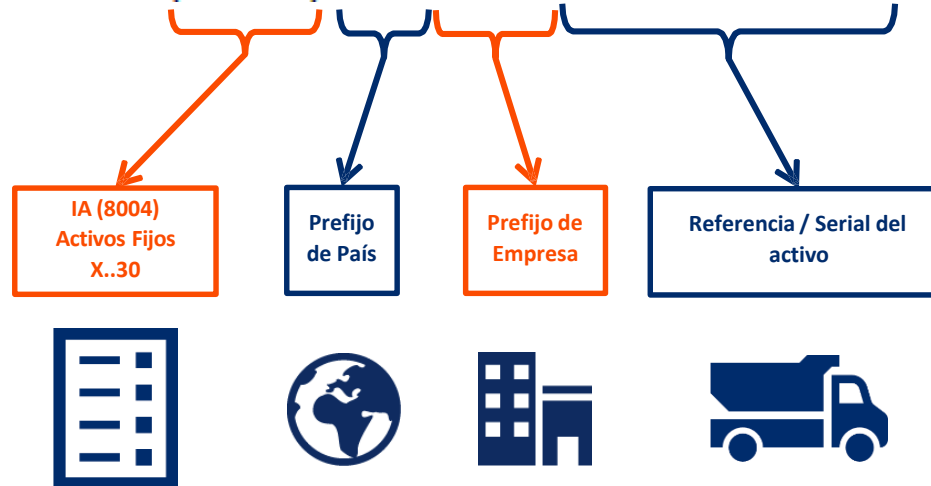 IA (8004)
Activos Fijos
X..30
Prefijo
de País
Prefijo de
Empresa
Referencia / Serial del
activo